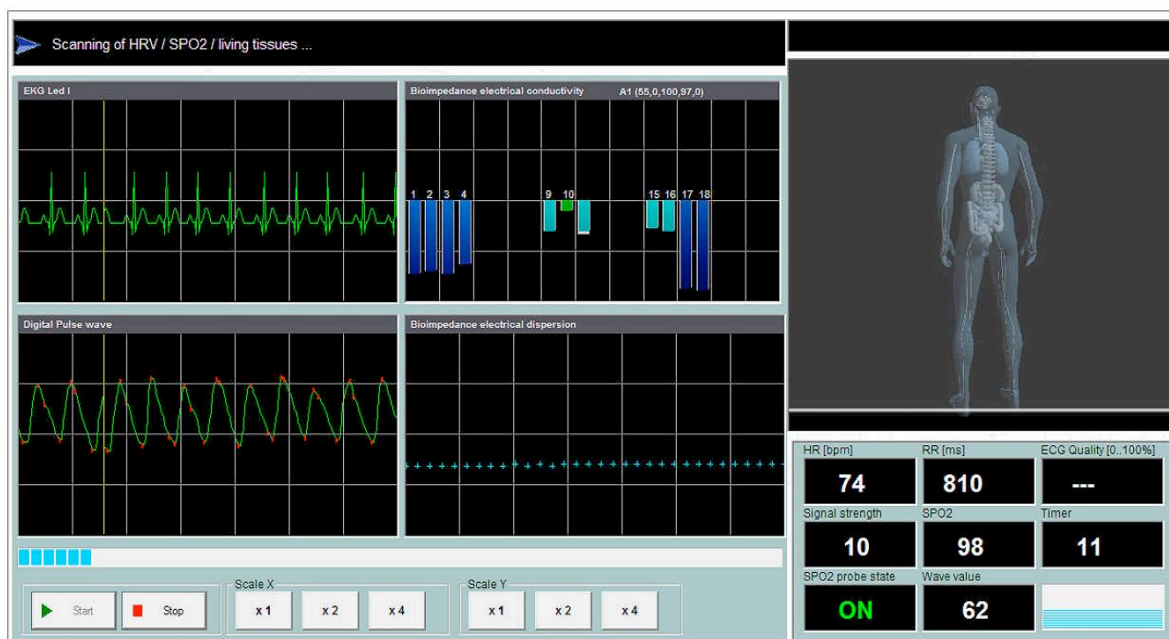 Scanning of HRV / SPO2 / living tissues ...
EKG Led I
Bioimpedance electrical conductivity A1 (55,0,100,97,0)
1 2 3 4 9 10 15 16 17 18
Digital Pulse wave
Bioimpedance electrical dispersion
HR [bpm] RR [ms] ECG Quality [0..100%]
74 810 ---
Signal strength SPO2 Timer
10 98 11
SPO2 probe state Wave value
ON 62
Scale X Scale Y
Start Stop x 1 x 2 x 4 x 1 x 2 x 4